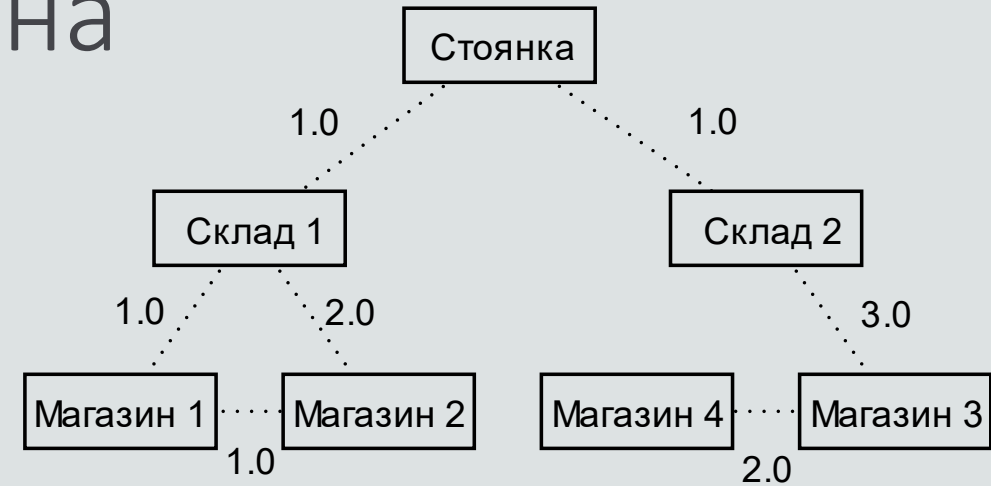 на
Стоянка
1.0
1.0
Склад 1
Склад 2
1.0
2.0
3.0
Магазин 1
Магазин 2
Магазин 4
Магазин 3
1.0
2.0